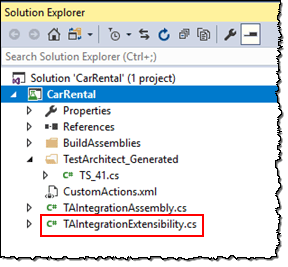 Solution Explorer
Search Solution Explorer (Ctrl+;)
Solution 'CarRental' (1 project)
CarRental
Properties
References
BuildAssemblies
TestArchitect_Generated
C# TS_41.cs
CustomActions.xml
C# TAIntegrationAssembly.cs
C# TAIntegrationExtensibility.cs